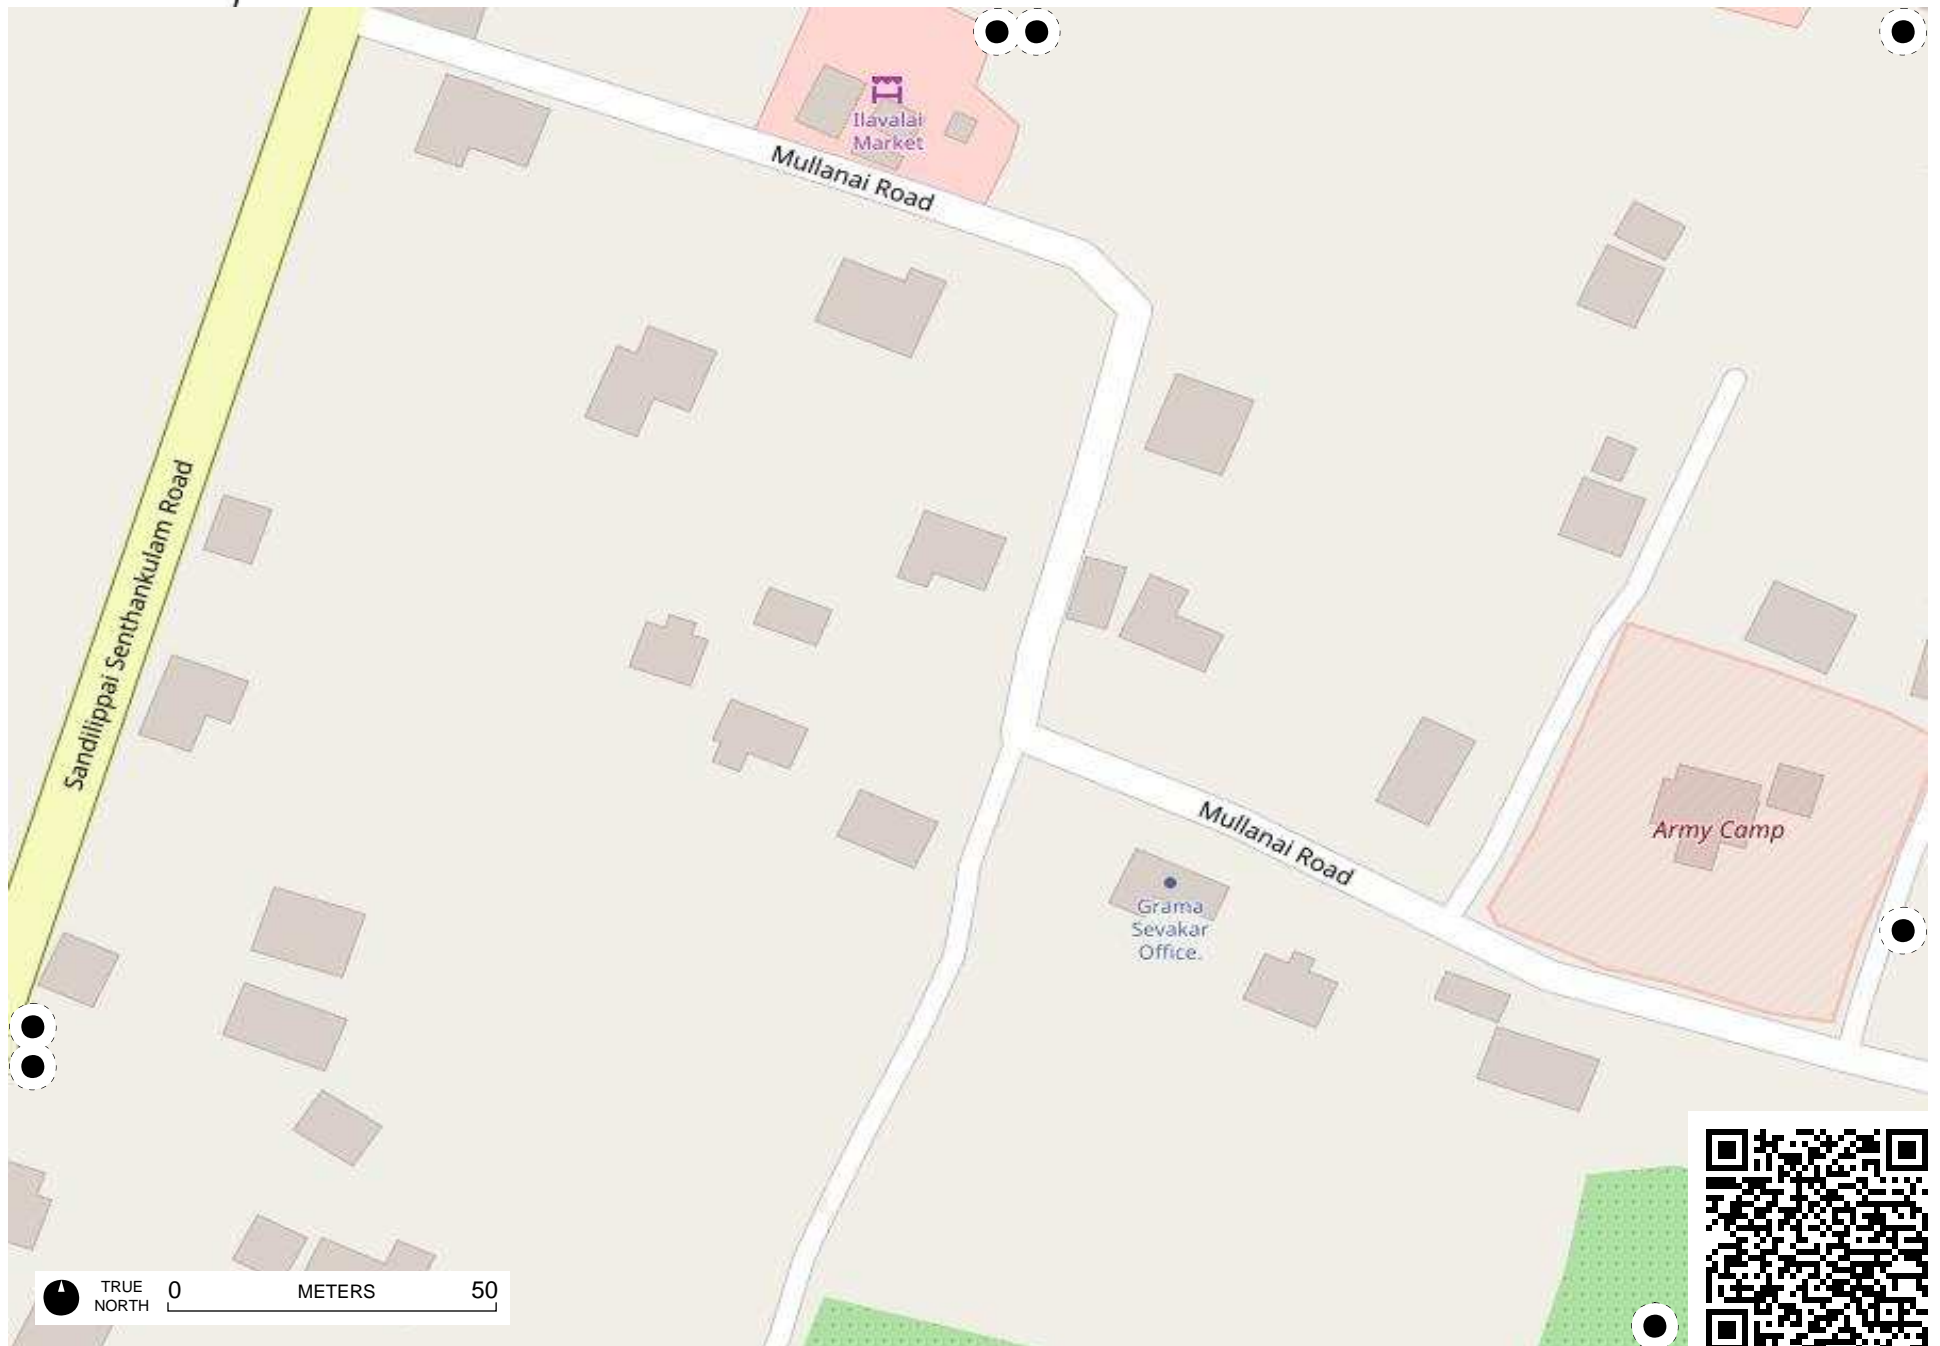 Ilavalai
Market
Mullanai Road
Sandilippai Senthankulam Road
Mullanai Road
Army Camp
Grama
Sevakar
Office.
TRUE
NORTH
0 METERS 50